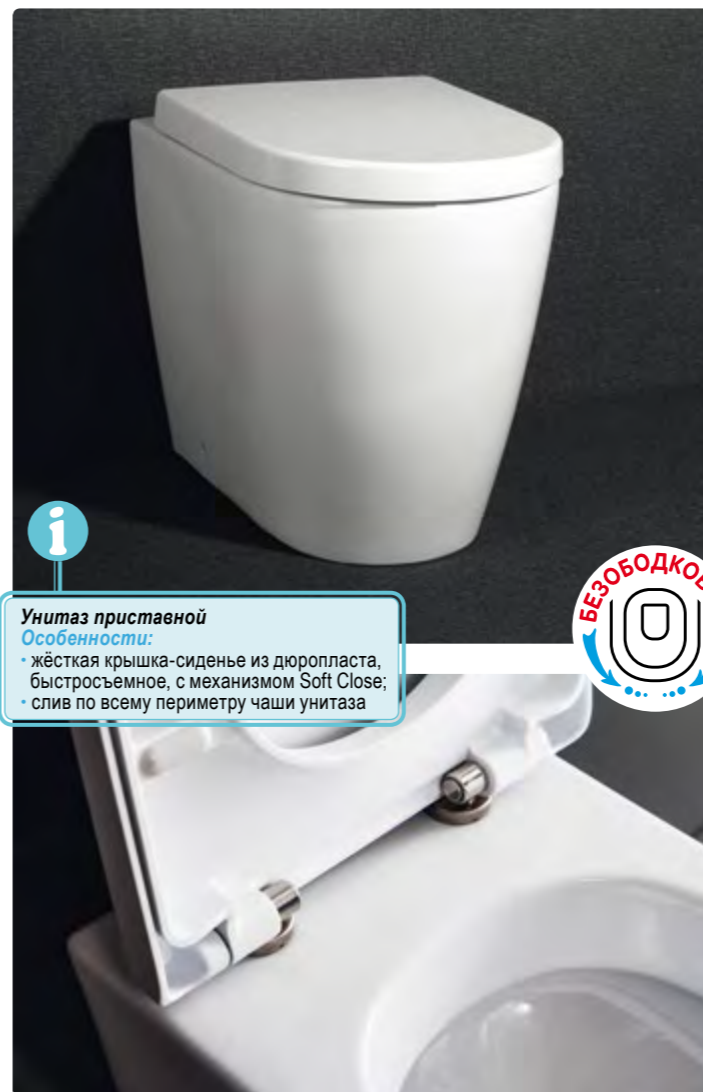 i
Унитаз приставной
Особенности:
• жёсткая крышка-сиденье из дюропласта,
быстросъемное, с механизмом Soft Close;
• слив по всему периметру чаши унитаза